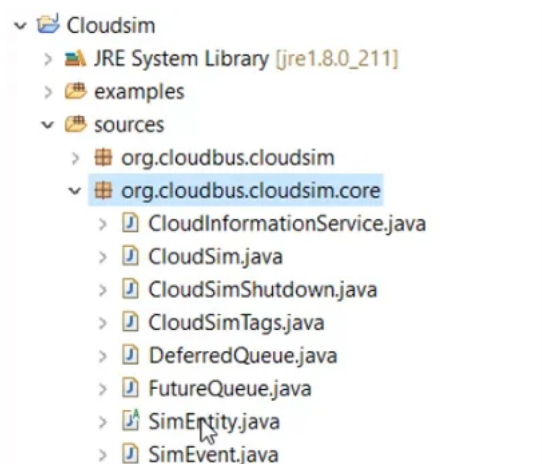 Cloudsim
JRE System Library [jre1.8.0_211]
examples
sources
org.cloudbus.cloudsim
org.cloudbus.cloudsim.core
CloudInformationService.java
CloudSim.java
CloudSimShutdown.java
CloudSimTags.java
DeferredQueue.java
FutureQueue.java
SimEntity.java
SimEvent.java